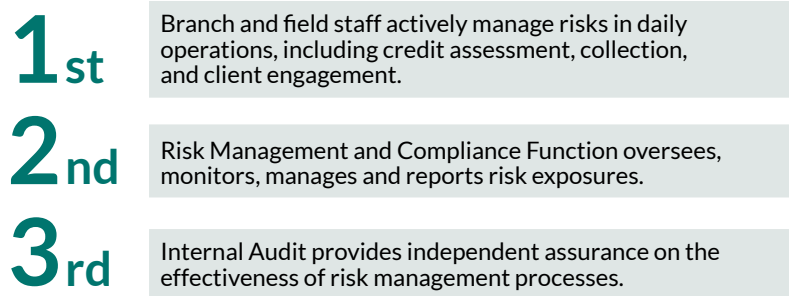 1st
Branch and field staff actively manage risks in daily
operations, including credit assessment, collection,
and client engagement.
2nd
Risk Management and Compliance Function oversees,
monitors, manages and reports risk exposures.
3rd
Internal Audit provides independent assurance on the
effectiveness of risk management processes.